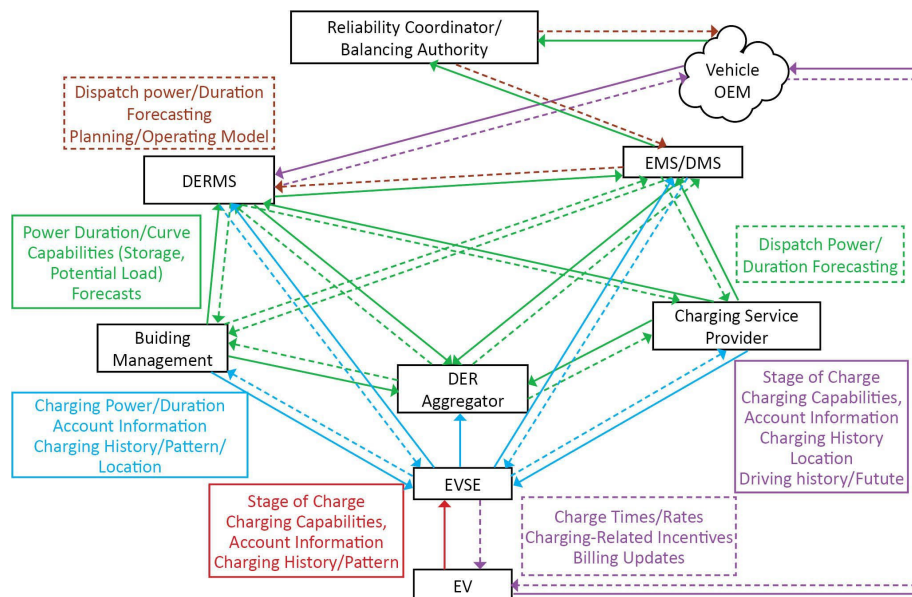 Reliability Coordinator/
Balancing Authority
Vehicle
OEM
Dispatch power/Duration
Forecasting
Planning/Operating Model
DERMS
EMS/DMS
Power Duration/Curve
Capabilities (Storage,
Potential Load)
Forecasts
Dispatch Power/
Duration Forecasting
Buiding
Management
Charging Service
Provider
DER
Aggregator
Charging Power/Duration
Account Information
Charging History/Pattern/
Location
Stage of Charge
Charging Capabilities,
Account Information
Charging History
Location
Driving history/Futute
EVSE
Stage of Charge
Charging Capabilities,
Account Information
Charging History/Pattern
Charge Times/Rates
Charging-Related Incentives
Billing Updates
EV